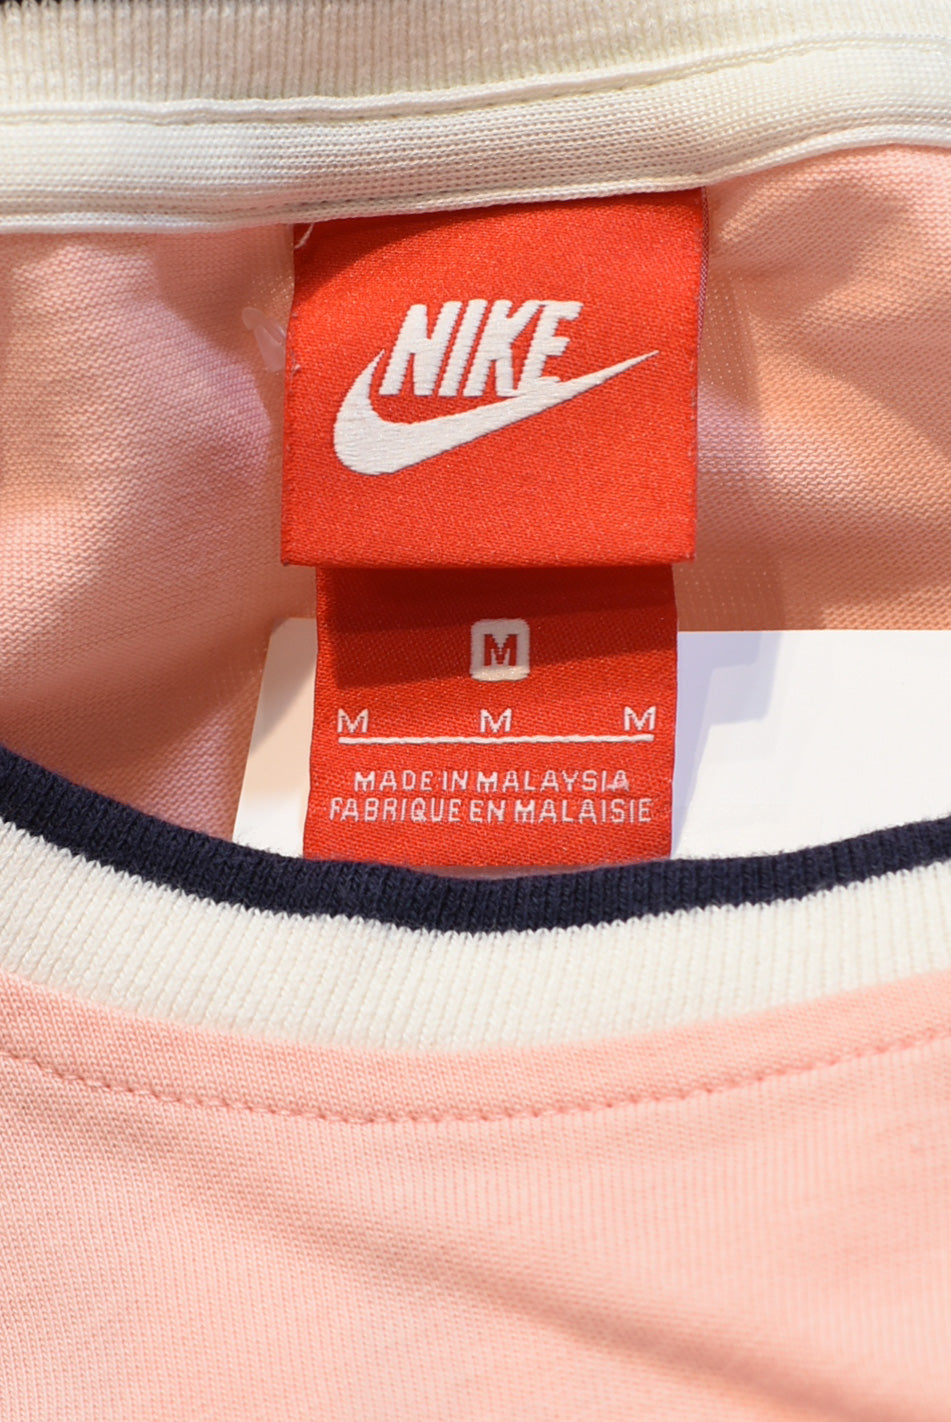 NIKE
M
M M M
MADE IN MALAYSIA
FABRIQUE EN MALAISIE